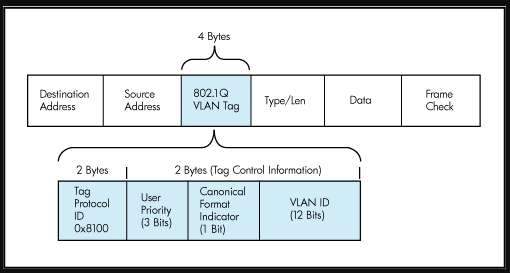 4 Bytes
Destination
Address
Source
Address
802.1Q
VLAN Tag
Type/Len
Data
Frame
Check
2 Bytes
2 Bytes (Tag Control Information)
Tag
Protocol
ID
0x8100
User
Priority
(3 Bits)
Canonical
Format
Indicator
(1 Bit)
VLAN ID
(12 Bits)